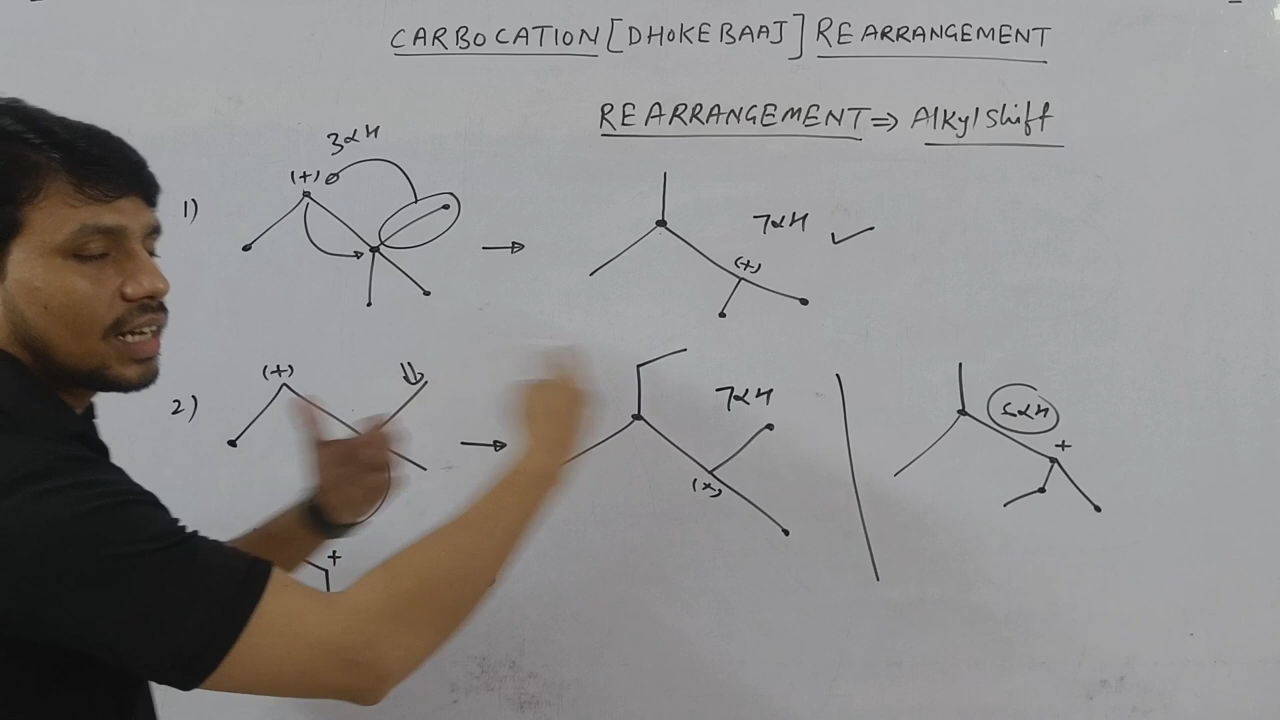 CARBOCATION [DHOKEBAAJ] REARRANGEMENT
REARRANGEMENT ⇒ Alkyl shift
1)
3αH
(+)
7αH ✓
(+)
2)
(+)
7αH
(+)
5αH
+
+